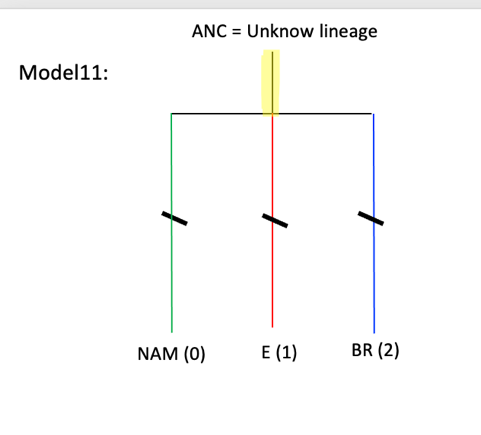 ANC = Unknow lineage
Model11:
NAM (0)
E (1)
BR (2)